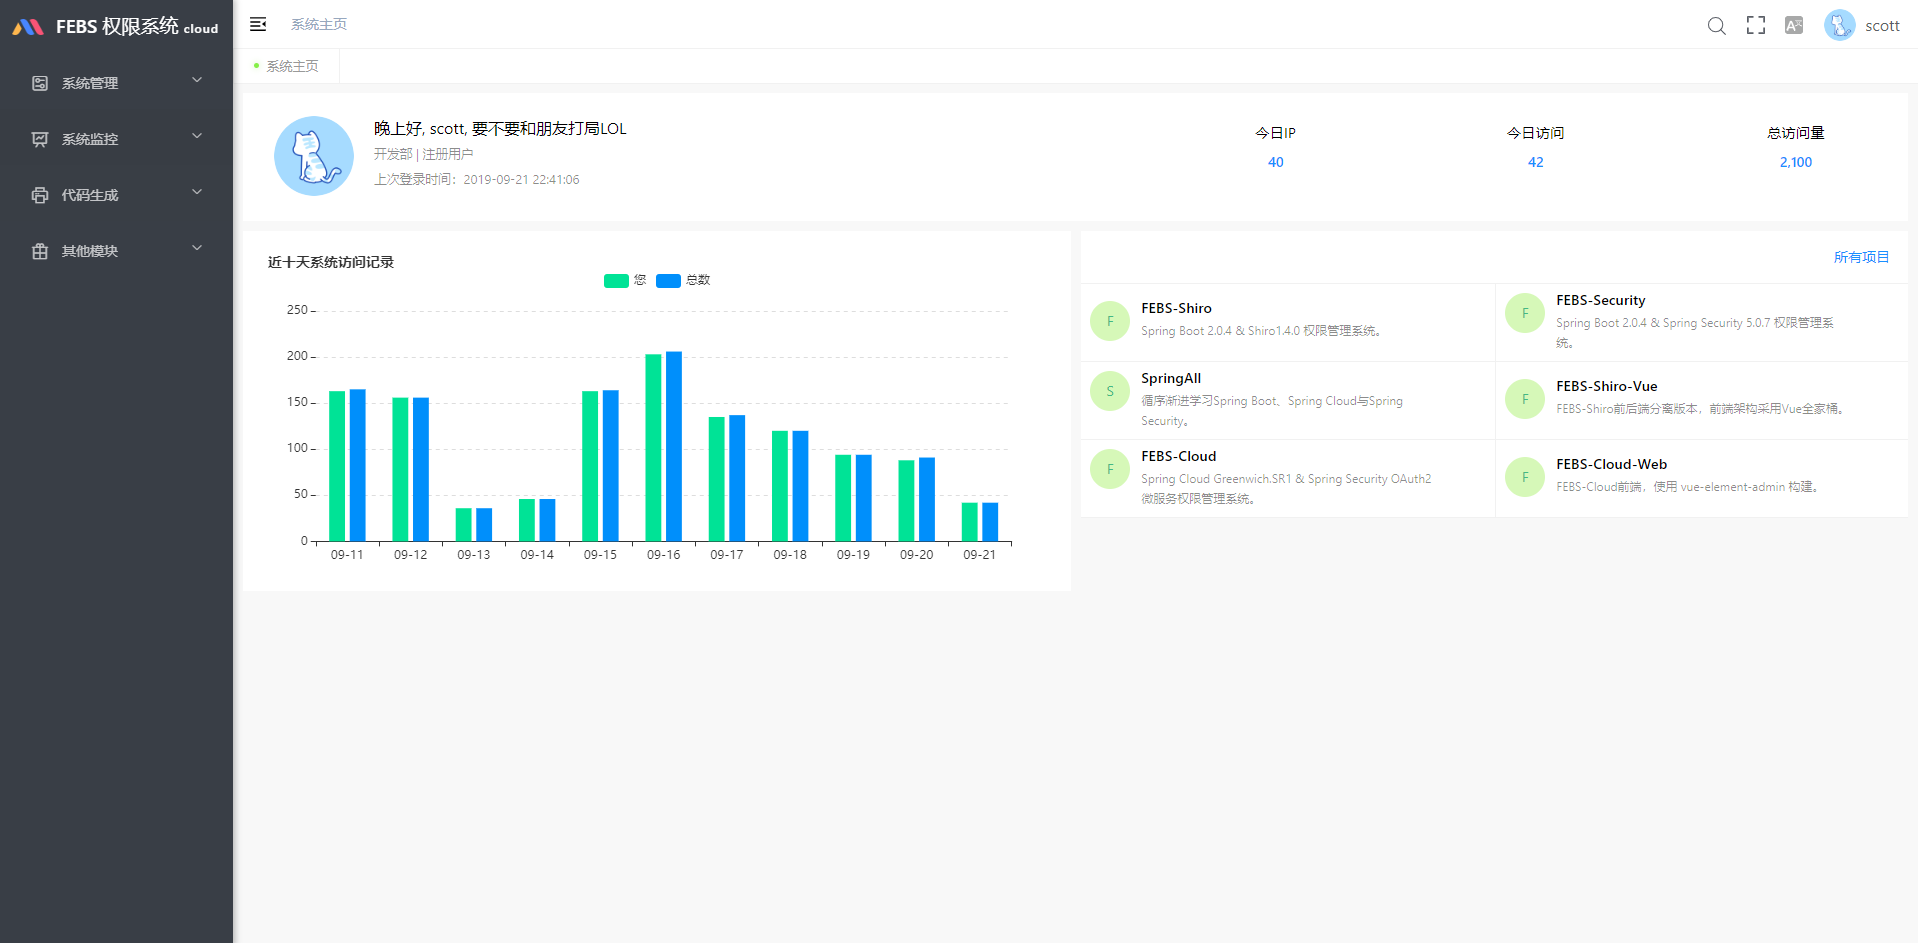 FEBS 权限系统 cloud
系统管理
系统监控
代码生成
其他模块
系统主页
scott
系统主页
晚上好, scott, 要不要和朋友打局LOL
开发部 | 注册用户
上次登录时间：2019-09-21 22:41:06
今日IP
40
今日访问
42
总访问量
2,100
近十天系统访问记录
您 总数
250
200
150
100
50
0
09-11 09-12 09-13 09-14 09-15 09-16 09-17 09-18 09-19 09-20 09-21
所有项目
F
FEBS-Shiro
Spring Boot 2.0.4 & Shiro1.4.0 权限管理系统。
F
FEBS-Security
Spring Boot 2.0.4 & Spring Security 5.0.7 权限管理系
统。
S
SpringAll
循序渐进学习Spring Boot、Spring Cloud与Spring
Security。
F
FEBS-Shiro-Vue
FEBS-Shiro前后端分离版本，前端架构采用Vue全家桶。
F
FEBS-Cloud
Spring Cloud Greenwich.SR1 & Spring Security OAuth2
微服务权限管理系统。
F
FEBS-Cloud-Web
FEBS-Cloud前端，使用 vue-element-admin 构建。